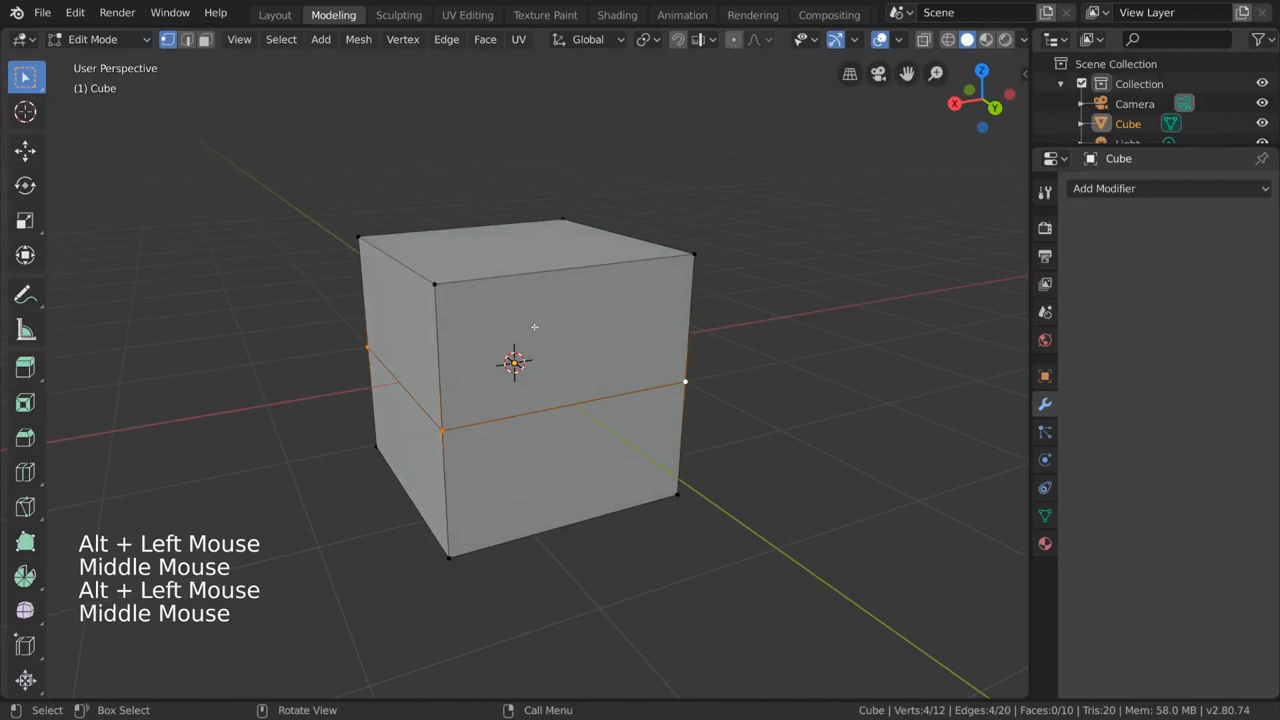 File Edit Render Window Help Layout Modeling Sculpting UV Editing Texture Paint Shading Animation Rendering Compositing Scene View Layer
Edit Mode View Select Add Mesh Vertex Edge Face UV Global
User Perspective
(1) Cube
Z
X
Y
Scene Collection
Collection
Camera
Cube
Light
Cube
Add Modifier
Alt + Left Mouse
Middle Mouse
Alt + Left Mouse
Middle Mouse
Select Box Select Rotate View Call Menu Cube | Verts:4/12 | Edges:4/20 | Faces:0/10 | Tris:20 | Mem: 58.0 MB | v2.80.74